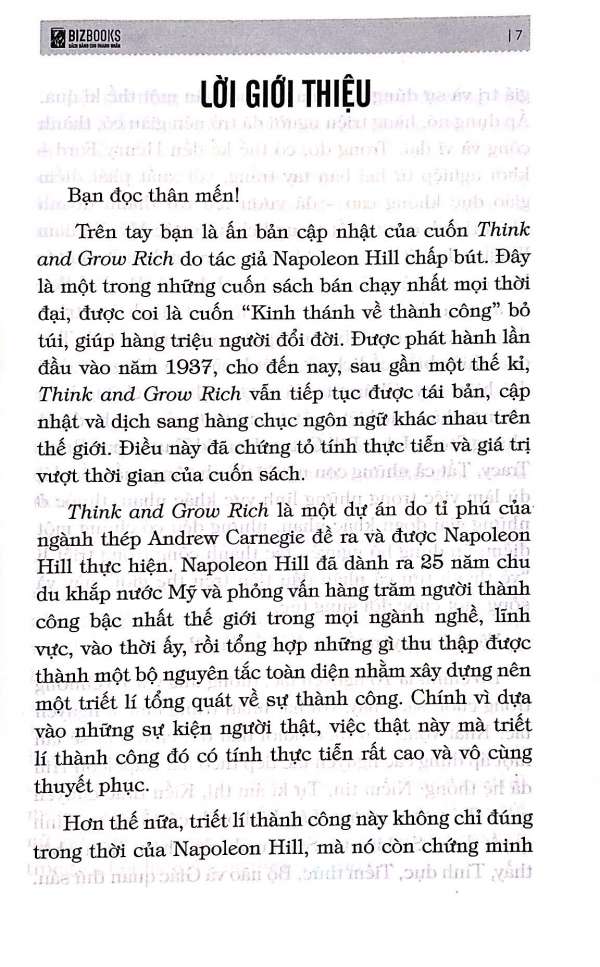 BIZBOOKS
SÁCH DÀNH CHO DOANH NHÂN
| 7
LỜI GIỚI THIỆU
Bạn đọc thân mến!
Trên tay bạn là ấn bản cập nhật của cuốn Think
and Grow Rich do tác giả Napoleon Hill chấp bút. Đây
là một trong những cuốn sách bán chạy nhất mọi thời
đại, được coi là cuốn “Kinh thánh về thành công” bỏ
túi, giúp hàng triệu người đổi đời. Được phát hành lần
đầu vào năm 1937, cho đến nay, sau gần một thế kỉ,
Think and Grow Rich vẫn tiếp tục được tái bản, cập
nhật và dịch sang hàng chục ngôn ngữ khác nhau trên
thế giới. Điều này đã chứng tỏ tính thực tiễn và giá trị
vượt thời gian của cuốn sách.
Think and Grow Rich là một dự án do tỉ phú của
ngành thép Andrew Carnegie đề ra và được Napoleon
Hill thực hiện. Napoleon Hill đã dành ra 25 năm chu
du khắp nước Mỹ và phỏng vấn hàng trăm người thành
công bậc nhất thế giới trong mọi ngành nghề, lĩnh
vực, vào thời ấy, rồi tổng hợp những gì thu thập được
thành một bộ nguyên tắc toàn diện nhằm xây dựng nên
một triết lí tổng quát về sự thành công. Chính vì dựa
vào những sự kiện người thật, việc thật này mà triết
lí thành công đó có tính thực tiễn rất cao và vô cùng
thuyết phục.
Hơn thế nữa, triết lí thành công này không chỉ đúng
trong thời của Napoleon Hill, mà nó còn chứng minh